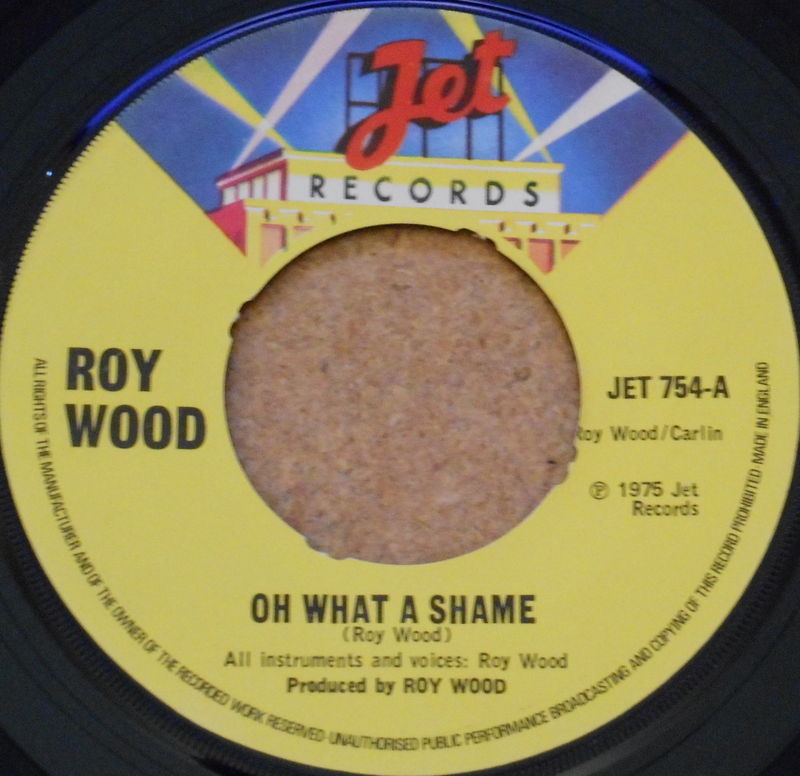 Jet
RECORDS
ROY
WOOD
JET 754-A
Roy Wood/Carlin
℗ 1975 Jet
Records
OH WHAT A SHAME
(Roy Wood)
All instruments and voices: Roy Wood
Produced by ROY WOOD
ALL RIGHTS OF THE MANUFACTURER AND OF THE OWNER OF THE RECORDED WORK RESERVED-UNAUTHORISED PUBLIC PERFORMANCE BROADCASTING AND COPYING OF THIS RECORD PROHIBITED MADE IN ENGLAND